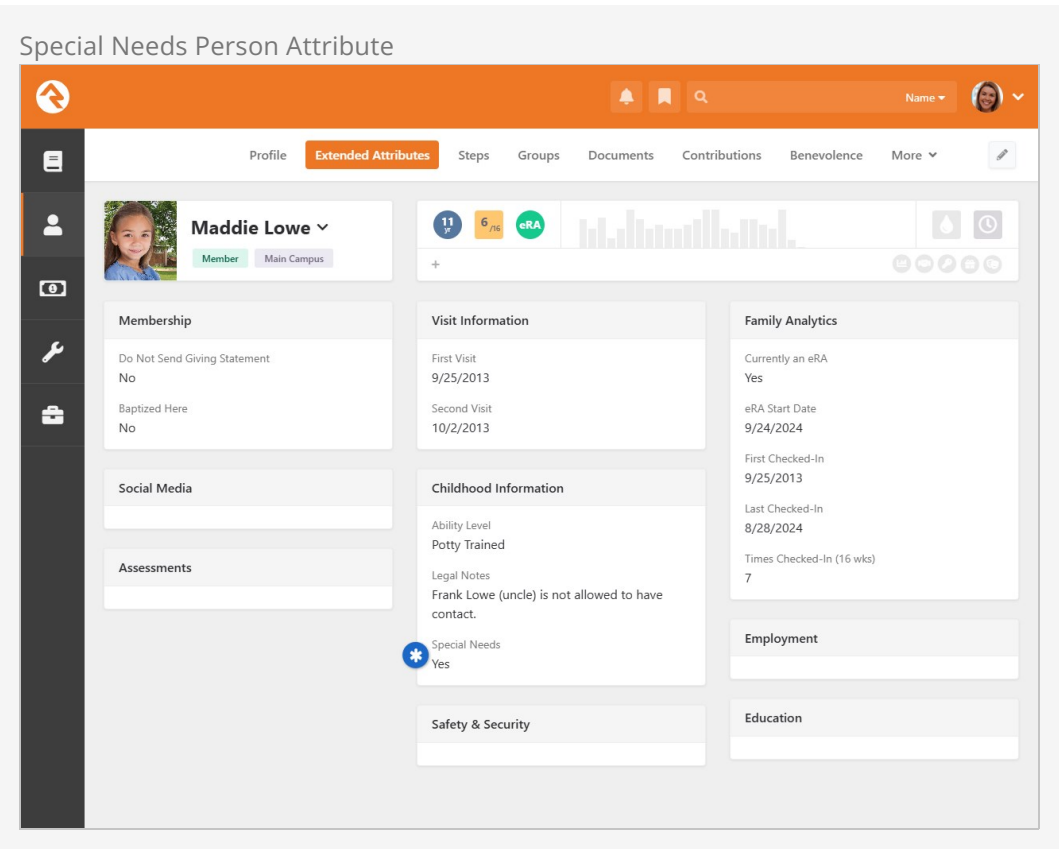 Special Needs Person Attribute
Name
Profile
Extended Attributes
Steps
Groups
Documents
Contributions
Benevolence
More
Maddie Lowe
Member
Main Campus
11
yr
6 /16
eRA
+
Membership
Do Not Send Giving Statement
No
Baptized Here
No
Social Media
Assessments
Visit Information
First Visit
9/25/2013
Second Visit
10/2/2013
Childhood Information
Ability Level
Potty Trained
Legal Notes
Frank Lowe (uncle) is not allowed to have
contact.
Special Needs
Yes
Safety & Security
Family Analytics
Currently an eRA
Yes
eRA Start Date
9/24/2024
First Checked-In
9/25/2013
Last Checked-In
8/28/2024
Times Checked-In (16 wks)
7
Employment
Education